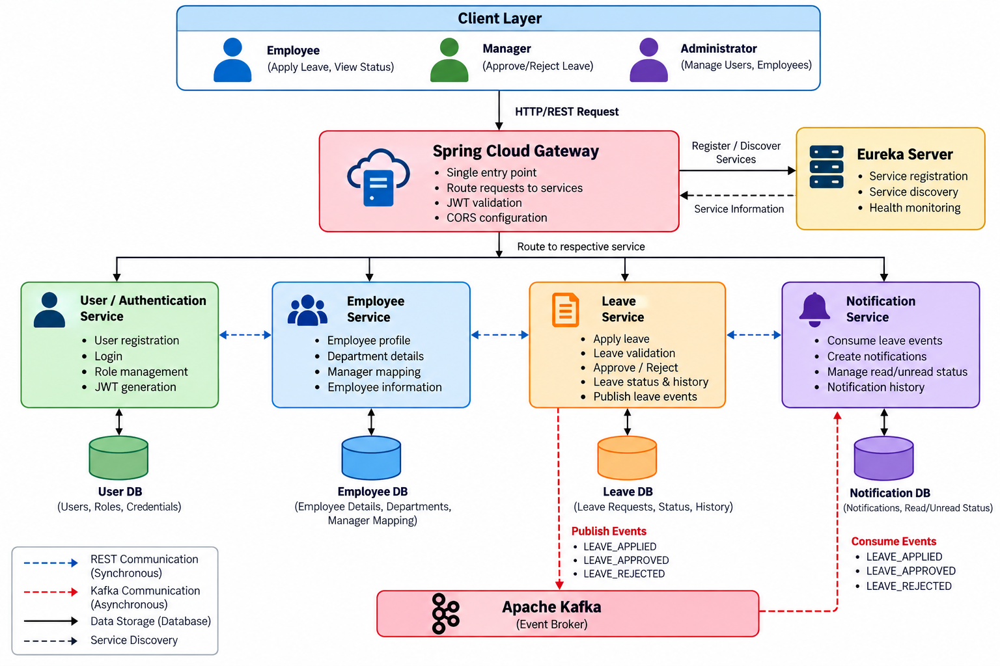 Client Layer
Employee
(Apply Leave, View Status)
Manager
(Approve/Reject Leave)
Administrator
(Manage Users, Employees)
HTTP/REST Request
Spring Cloud Gateway
• Single entry point
• Route requests to services
• JWT validation
• CORS configuration
Register / Discover
Services
Service Information
Eureka Server
• Service registration
• Service discovery
• Health monitoring
Route to respective service
User / Authentication
Service
• User registration
• Login
• Role management
• JWT generation
Employee
Service
• Employee profile
• Department details
• Manager mapping
• Employee information
Leave
Service
• Apply leave
• Leave validation
• Approve / Reject
• Leave status & history
• Publish leave events
Notification
Service
• Consume leave events
• Create notifications
• Manage read/unread status
• Notification history
User DB
(Users, Roles, Credentials)
Employee DB
(Employee Details, Departments,
Manager Mapping)
Leave DB
(Leave Requests, Status, History)
Notification DB
(Notifications, Read/Unread Status)
Publish Events
• LEAVE_APPLIED
• LEAVE_APPROVED
• LEAVE_REJECTED
Consume Events
• LEAVE_APPLIED
• LEAVE_APPROVED
• LEAVE_REJECTED
REST Communication
(Synchronous)
Kafka Communication
(Asynchronous)
Data Storage (Database)
Service Discovery
Apache Kafka
(Event Broker)